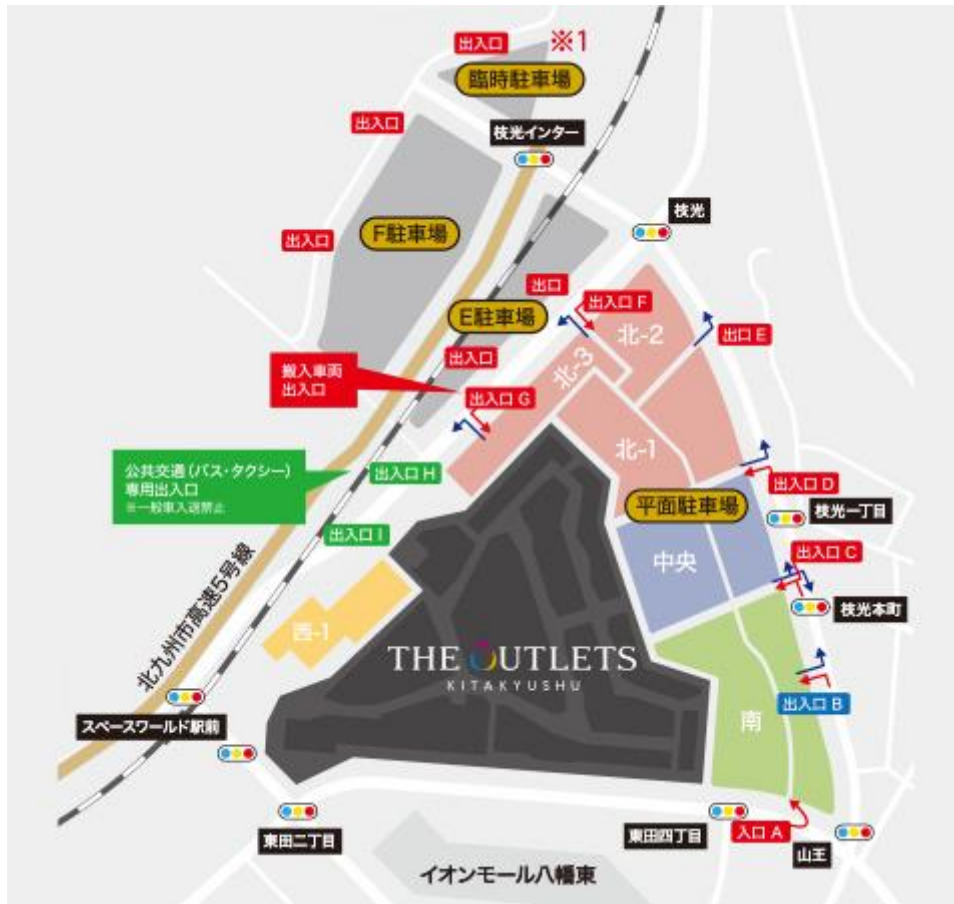 出入口
※1
臨時駐車場
出入口
枝光インター
枝光
出入口
F駐車場
出口
出入口 F
E駐車場
北-2
出口 E
出入口
北-3
搬入車両
出入口
出入口 G
北-1
公共交通(バス・タクシー)
専用出入口
※一般車入退禁止
出入口 H
出入口 D
平面駐車場
枝光一丁目
出入口 I
中央
出入口 C
北九州市高速5号線
枝光本町
西-1
THE OUTLETS
KITAKYUSHU
出入口 B
スペースワールド駅前
南
東田二丁目
東田四丁目
入口 A
山王
イオンモール八幡東